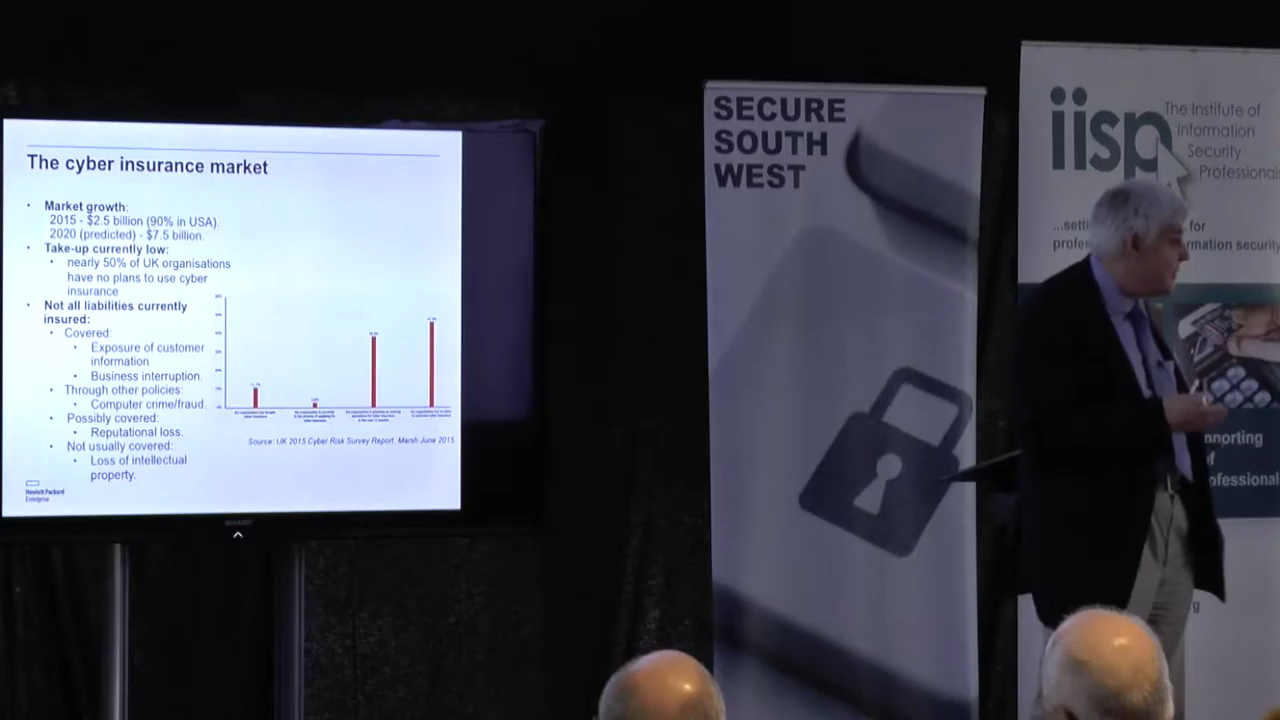 The cyber insurance market
• Market growth:
2015 - $2.5 billion (90% in USA).
2020 (predicted) - $7.5 billion.
• Take-up currently low:
• nearly 50% of UK organisations
have no plans to use cyber
insurance
• Not all liabilities currently
insured:
• Covered:
• Exposure of customer
information
• Business interruption.
• Through other policies:
• Computer crime/fraud.
• Possibly covered:
• Reputational loss.
• Not usually covered:
• Loss of intellectual
property.
Source: UK 2015 Cyber Risk Survey Report. Marsh June 2015
Hewlett Packard
Enterprise
SHARP
SECURE
SOUTH
WEST
iisp
The Institute of
Information
Security
Professionals
for
rmation security